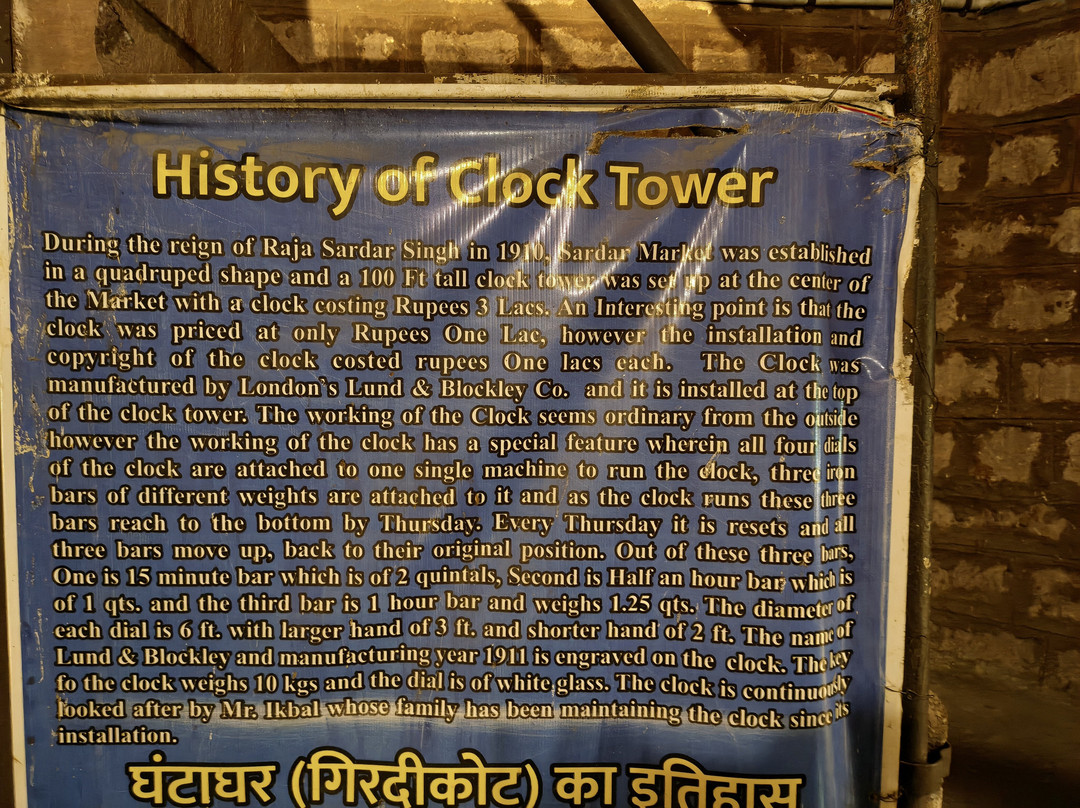 History of Clock Tower
During the reign of Raja Sardar Singh in 1910, Sardar Market was established
in a quadruped shape and a 100 Ft tall clock tower was set up at the center of
the Market with a clock costing Rupees 3 Lacs. An Interesting point is that the
clock was priced at only Rupees One Lac, however the installation and
copyright of the clock costed rupees One lacs each. The Clock was
manufactured by London's Lund & Blockley Co. and it is installed at the top
of the clock tower. The working of the Clock seems ordinary from the outside
however the working of the clock has a special feature wherein all four dials
of the clock are attached to one single machine to run the clock, three iron
bars of different weights are attached to it and as the clock runs these three
bars reach to the bottom by Thursday. Every Thursday it is resets and all
three bars move up, back to their original position. Out of these three bars,
One is 15 minute bar which is of 2 quintals, Second is Half an hour bar which is
of 1 qts. and the third bar is 1 hour bar and weighs 1.25 qts. The diameter of
each dial is 6 ft. with larger hand of 3 ft. and shorter hand of 2 ft. The name of
Lund & Blockley and manufacturing year 1911 is engraved on the clock. The key
fo the clock weighs 10 kgs and the dial is of white glass. The clock is continuously
looked after by Mr. Ikbal whose family has been maintaining the clock since its
installation.
घंटाघर (गिरदीकोट) का इतिहास